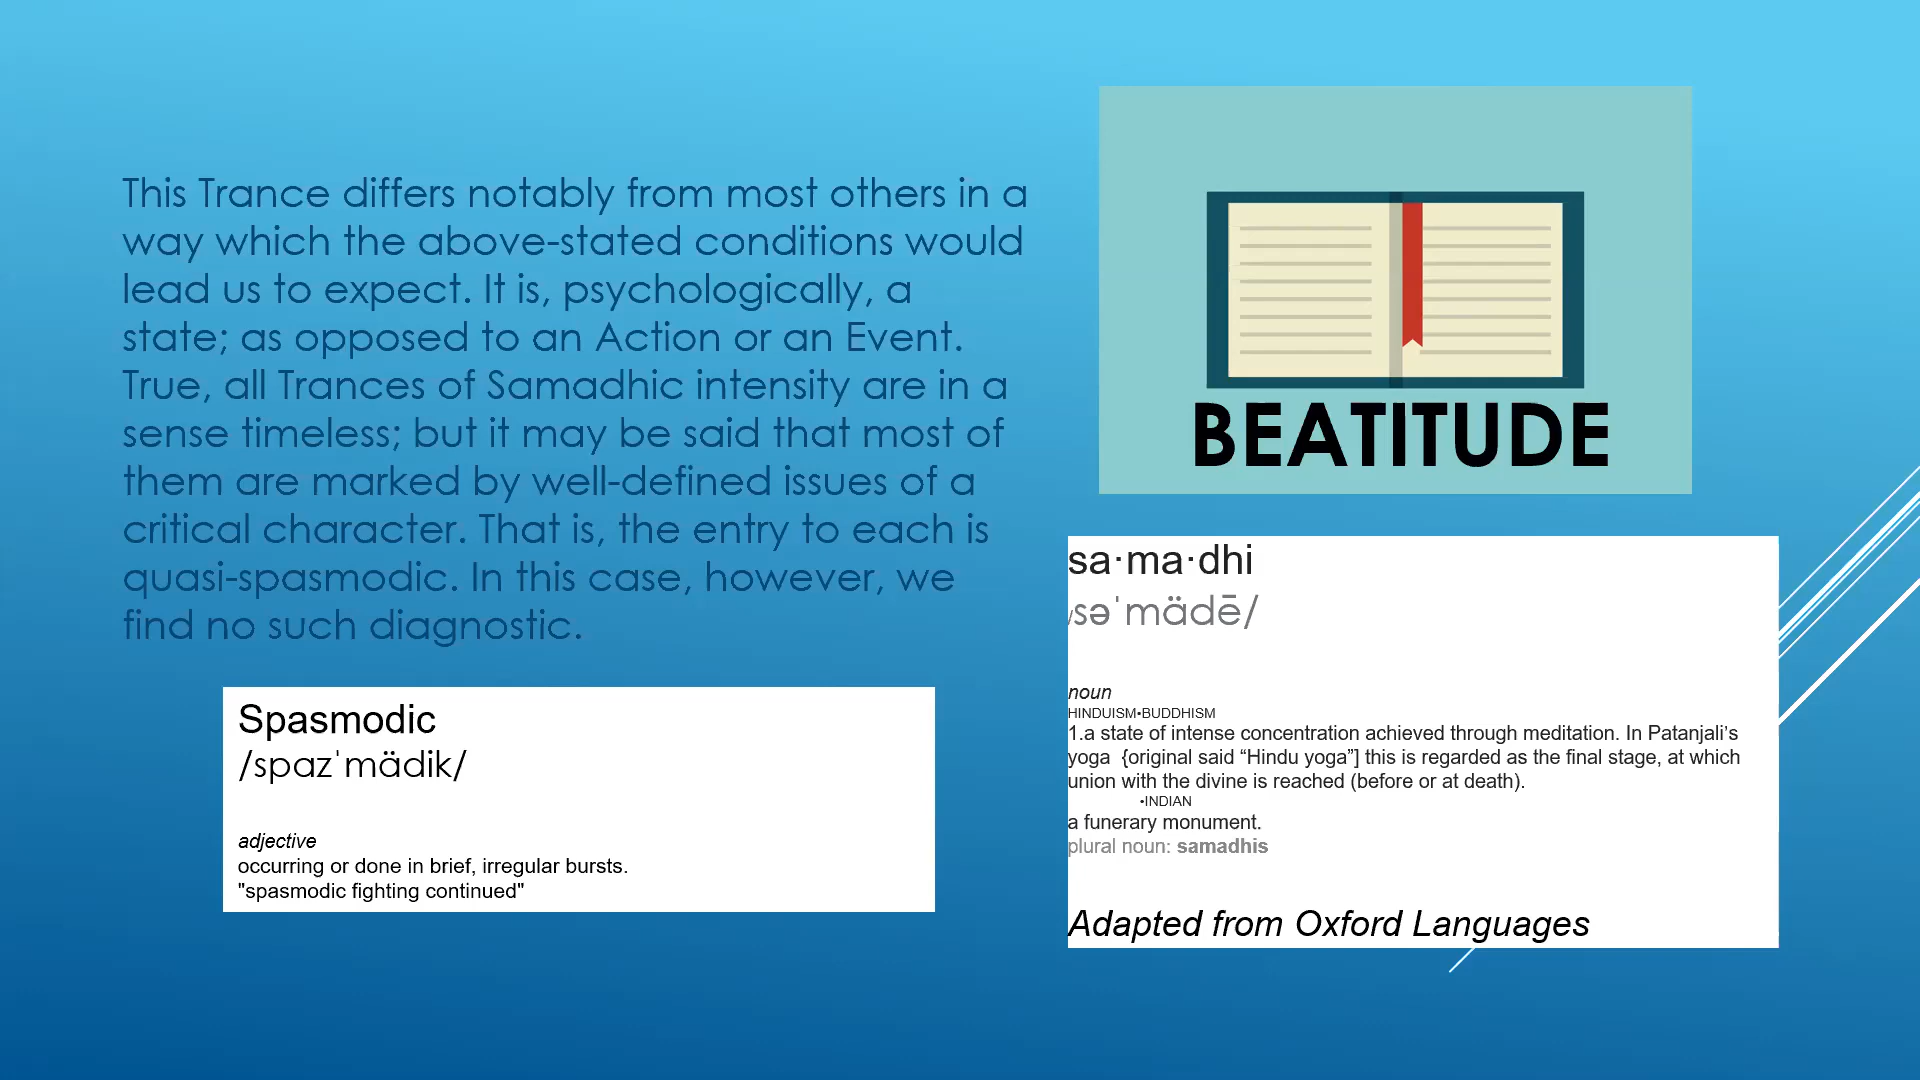 This Trance differs notably from most others in a
way which the above-stated conditions would
lead us to expect. It is, psychologically, a
state; as opposed to an Action or an Event.
True, all Trances of Samadhic intensity are in a
sense timeless; but it may be said that most of
them are marked by well-defined issues of a
critical character. That is, the entry to each is
quasi-spasmodic. In this case, however, we
find no such diagnostic.
Spasmodic
/spazˈmädik/
adjective
occurring or done in brief, irregular bursts.
"spasmodic fighting continued"
BEATITUDE
sa·ma·dhi
/səˈmädē/
noun
HINDUISM•BUDDHISM
1.a state of intense concentration achieved through meditation. In Patanjali's
yoga {original said “Hindu yoga”] this is regarded as the final stage, at which
union with the divine is reached (before or at death).
•INDIAN
a funerary monument.
plural noun: samadhis
Adapted from Oxford Languages